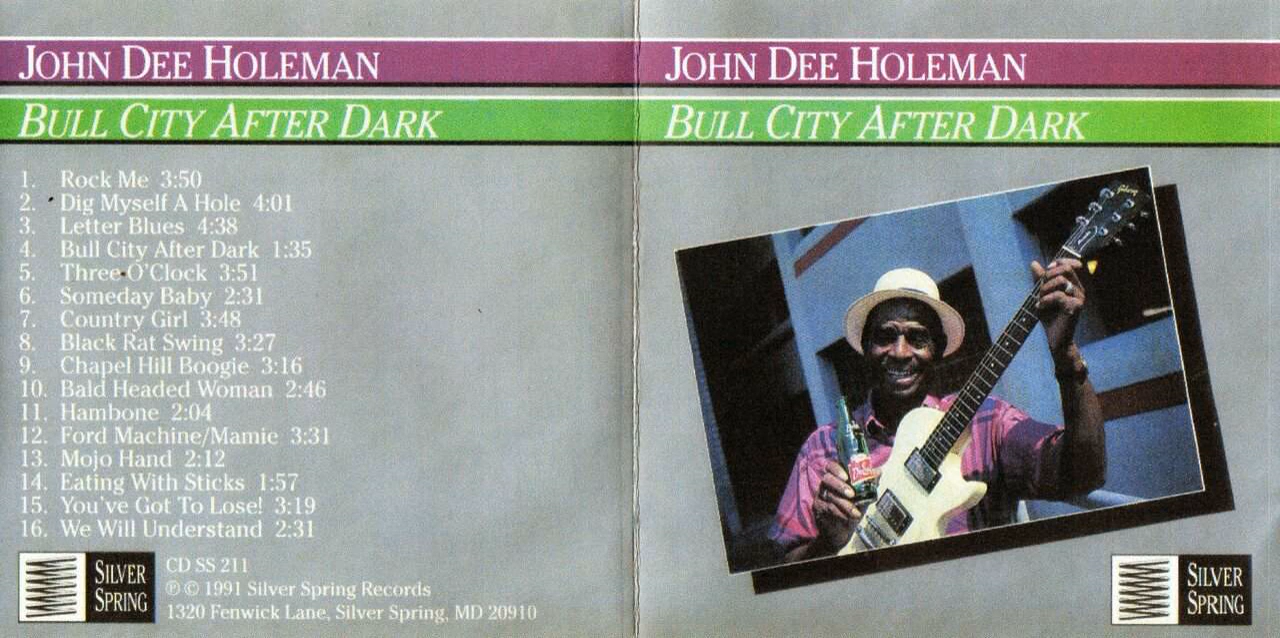 JOHN DEE HOLEMAN
BULL CITY AFTER DARK
1. Rock Me 3:50
2. Dig Myself A Hole 4:01
3. Letter Blues 4:38
4. Bull City After Dark 1:35
5. Three O'Clock 3:51
6. Someday Baby 2:31
7. Country Girl 3:48
8. Black Rat Swing 3:27
9. Chapel Hill Boogie 3:16
10. Bald Headed Woman 2:46
11. Hambone 2:04
12. Ford Machine/Mamie 3:31
13. Mojo Hand 2:12
14. Eating With Sticks 1:57
15. You've Got To Lose! 3:19
16. We Will Understand 2:31
SILVER
SPRING
CD SS 211
℗ © 1991 Silver Spring Records
1320 Fenwick Lane, Silver Spring, MD 20910
JOHN DEE HOLEMAN
BULL CITY AFTER DARK
Gibson
SILVER
SPRING